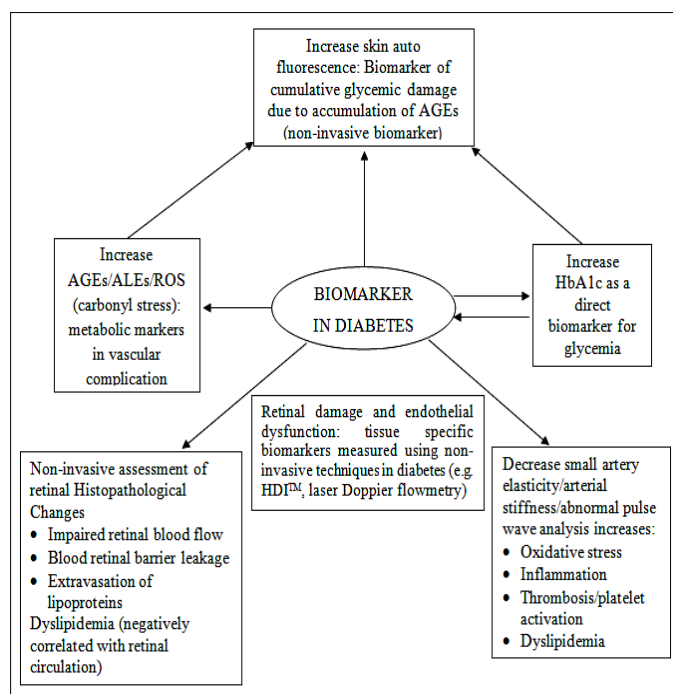 Increase skin auto
fluorescence: Biomarker of
cumulative glycemic damage
due to accumulation of AGEs
(non-invasive biomarker)
Increase
AGEs/ALEs/ROS
(carbonyl stress):
metabolic markers
in vascular
complication
BIOMARKER
IN DIABETES
Increase
HbA1c as a
direct
biomarker for
glycemia
Retinal damage and endothelial
dysfunction: tissue specific
biomarkers measured using non-
invasive techniques in diabetes (e.g.
HDI™, laser Doppler flowmetry)
Non-invasive assessment of
retinal Histopathological
Changes
• Impaired retinal blood flow
• Blood retinal barrier leakage
• Extravasation of
lipoproteins
Dyslipidemia (negatively
correlated with retinal
circulation)
Decrease small artery
elasticity/arterial
stiffness/abnormal pulse
wave analysis increases:
• Oxidative stress
• Inflammation
• Thrombosis/platelet
activation
• Dyslipidemia